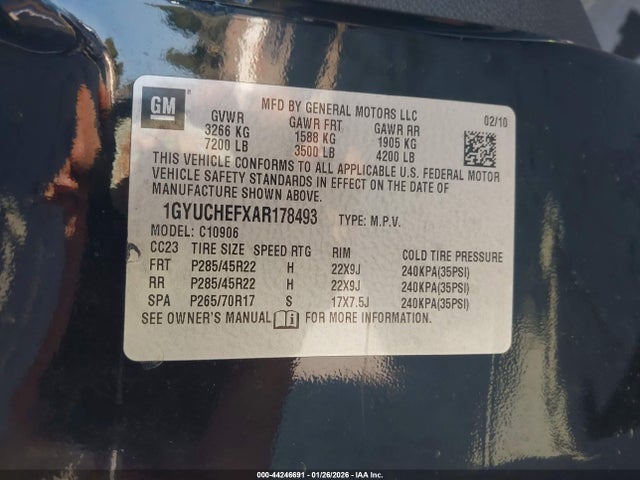 GM
MFD BY GENERAL MOTORS LLC 02/10
GVWR GAWR FRT GAWR RR
3266 KG 1588 KG 1905 KG
7200 LB 3500 LB 4200 LB
THIS VEHICLE CONFORMS TO ALL APPLICABLE U.S. FEDERAL MOTOR
VEHICLE SAFETY STANDARDS IN EFFECT ON THE DATE OF
MANUFACTURE SHOWN ABOVE.
1GYUCHEFXAR178493 TYPE: M.P.V.
MODEL: C10906
CC23 TIRE SIZE SPEED RTG RIM COLD TIRE PRESSURE
FRT P285/45R22 H 22X9J 240KPA(35PSI)
RR P285/45R22 H 22X9J 240KPA(35PSI)
SPA P265/70R17 S 17X7.5J 240KPA(35PSI)
SEE OWNER'S MANUAL FOR MORE INFORMATION.
000-44246691 - 01/26/2026 - IAAI, Inc. - Copyright